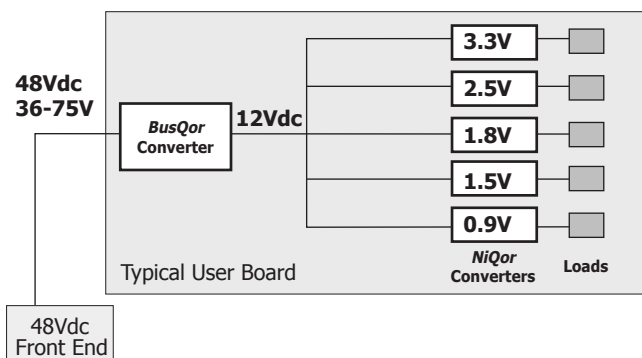 48Vdc
36-75V
BusQor
Converter
12Vdc
3.3V
2.5V
1.8V
1.5V
0.9V
NiQor
Converters
Loads
Typical User Board
48Vdc
Front End